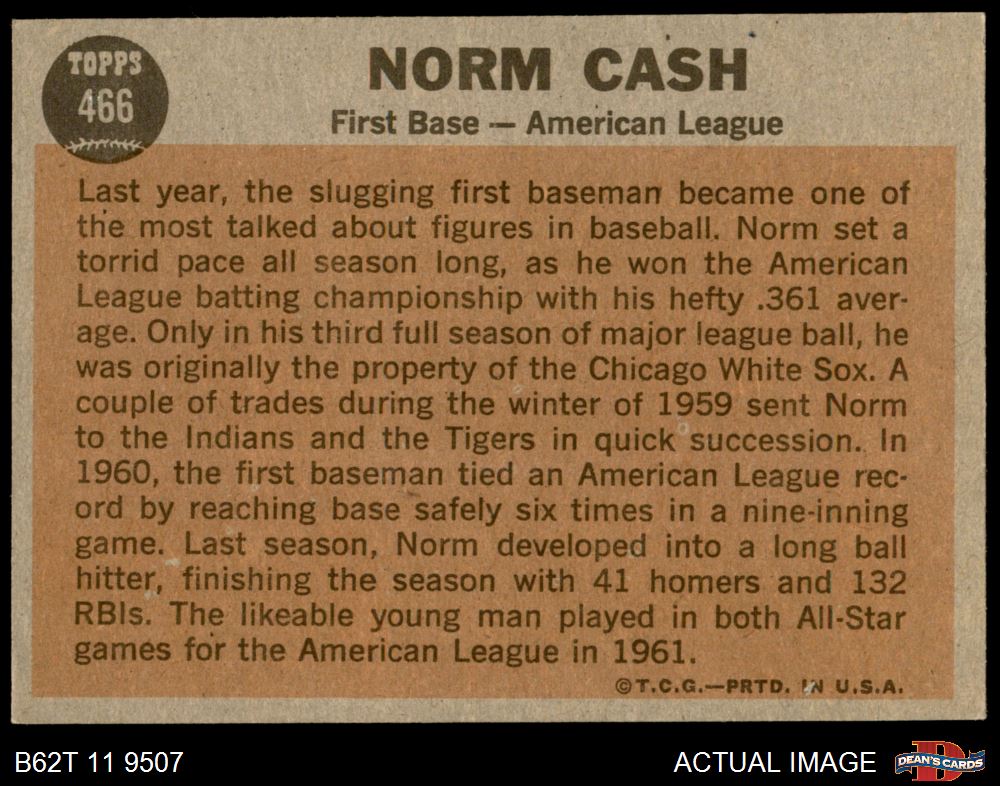 TOPPS
466
NORM CASH
First Base — American League
Last year, the slugging first baseman became one of
the most talked about figures in baseball. Norm set a
torrid pace all season long, as he won the American
League batting championship with his hefty .361 aver-
age. Only in his third full season of major league ball, he
was originally the property of the Chicago White Sox. A
couple of trades during the winter of 1959 sent Norm
to the Indians and the Tigers in quick succession. In
1960, the first baseman tied an American League rec-
ord by reaching base safely six times in a nine-inning
game. Last season, Norm developed into a long ball
hitter, finishing the season with 41 homers and 132
RBIs. The likeable young man played in both All-Star
games for the American League in 1961.
©T.C.G.—PRTD. IN U.S.A.
B62T 11 9507
ACTUAL IMAGE
D
DEAN'S CARDS